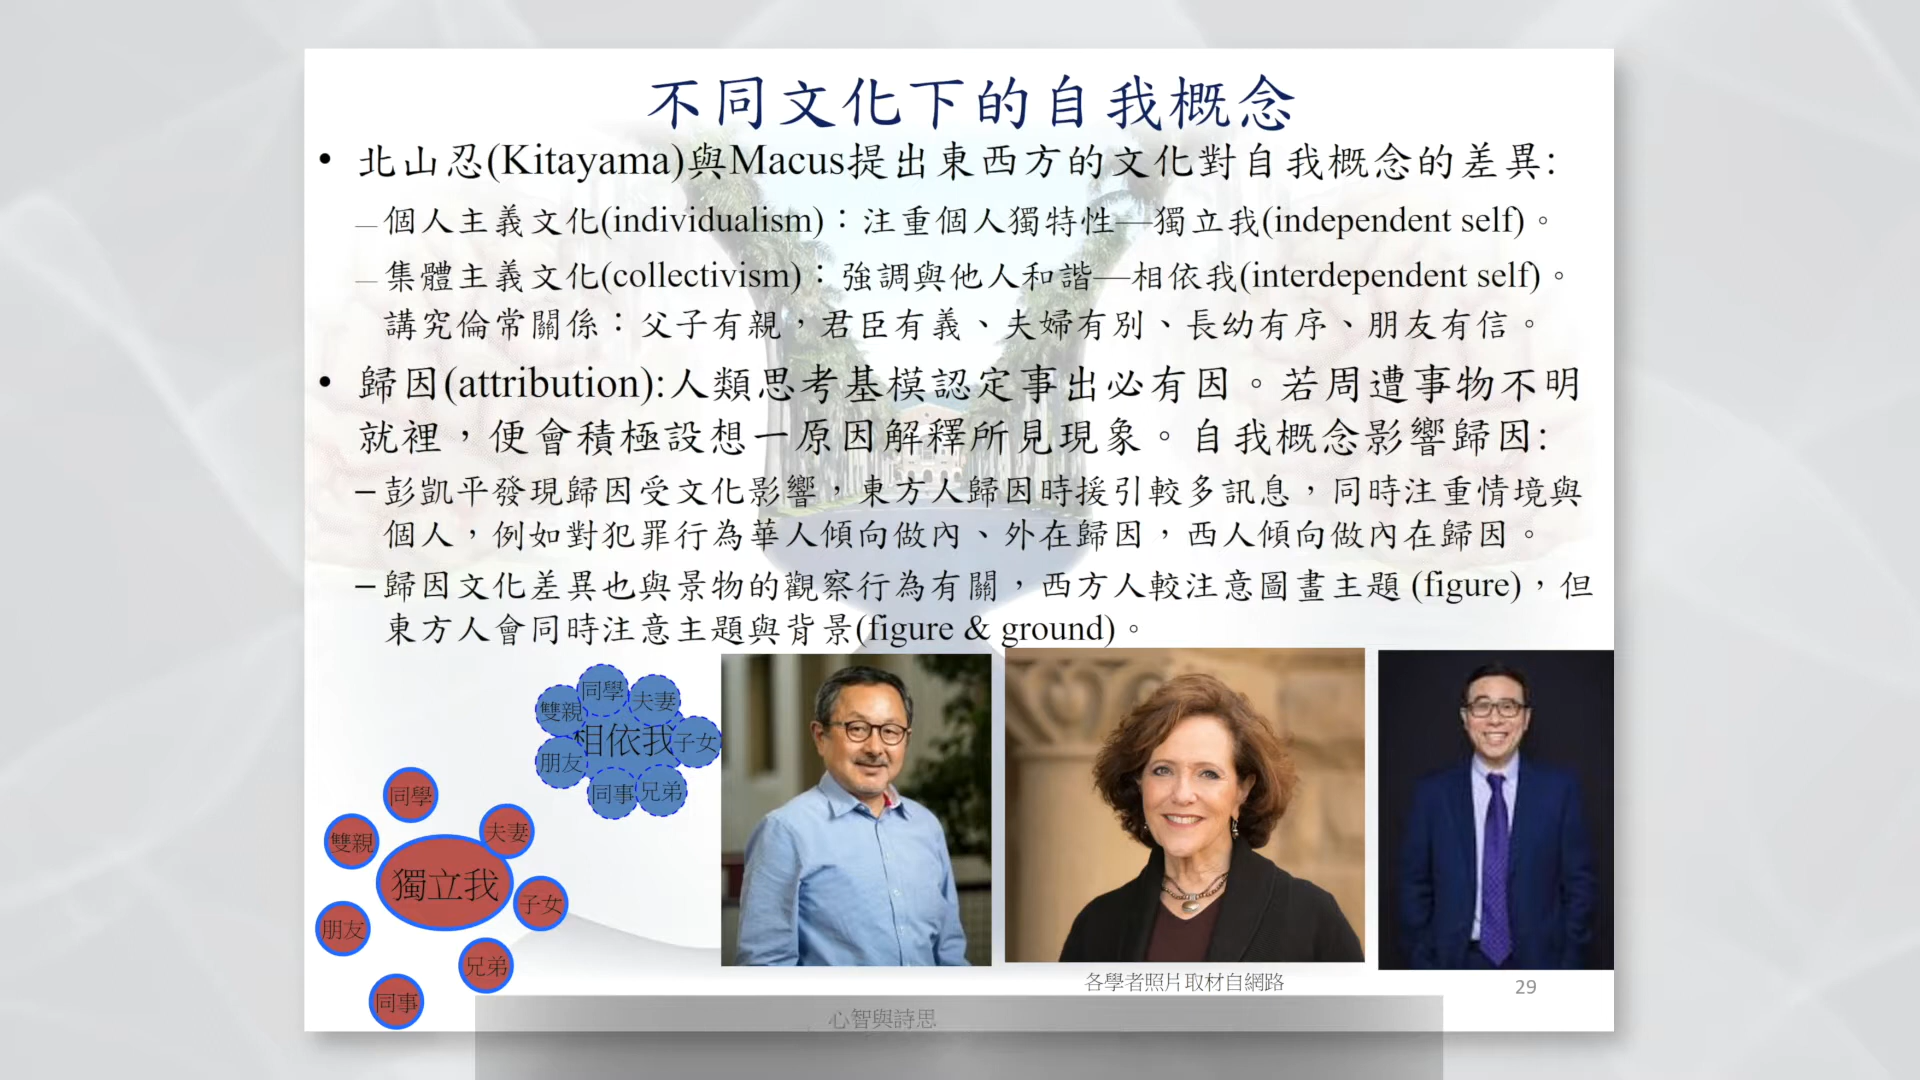 不同文化下的自我概念
• 北山忍(Kitayama)與Macus提出東西方的文化對自我概念的差異:
—個人主義文化(individualism)：注重個人獨特性—獨立我(independent self)。
—集體主義文化(collectivism)：強調與他人和諧—相依我(interdependent self)。
講究倫常關係：父子有親，君臣有義、夫婦有別、長幼有序、朋友有信。
• 歸因(attribution):人類思考基模認定事出必有因。若周遭事物不明
就裡，便會積極設想一原因解釋所見現象。自我概念影響歸因:
–彭凱平發現歸因受文化影響，東方人歸因時援引較多訊息，同時注重情境與
個人，例如對犯罪行為華人傾向做內、外在歸因，西人傾向做內在歸因。
–歸因文化差異也與景物的觀察行為有關，西方人較注意圖畫主題 (figure)，但
東方人會同時注意主題與背景(figure & ground)。
同學
夫妻
雙親
相依我
子女
朋友
同事
兄弟
同學
夫妻
雙親
獨立我
子女
朋友
兄弟
同事
各學者照片取材自網路
29
心智與詩思